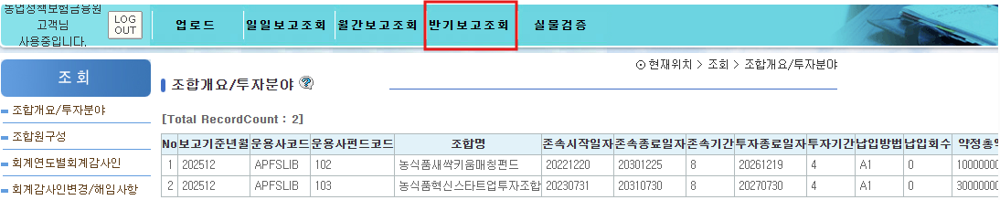 농업정책보험금융원
고객님
사용중입니다.
LOG
OUT
업로드 일일보고조회 월간보고조회 반기보고조회 실물검증
조회
조합개요/투자분야
조합원구성
회계연도별회계감사인
회계감사인변경/해임사항
⊙ 현재위치 > 조회 > 조합개요/투자분야
조합개요/투자분야
[Total RecordCount : 2]
No 보고기준년월 운용사코드 운용사펀드코드 조합명 존속시작일자 존속종료일자 존속기간 투자종료일자 투자기간 납입방법 납입회수 약정총액
1 202512 APFSLIB 102 농식품새싹키움매칭펀드 20221220 20301225 8 20261219 4 A1 0 10000000
2 202512 APFSLIB 103 농식품혁신스타트업투자조합 20230731 20310730 8 20270730 4 A1 0 30000000